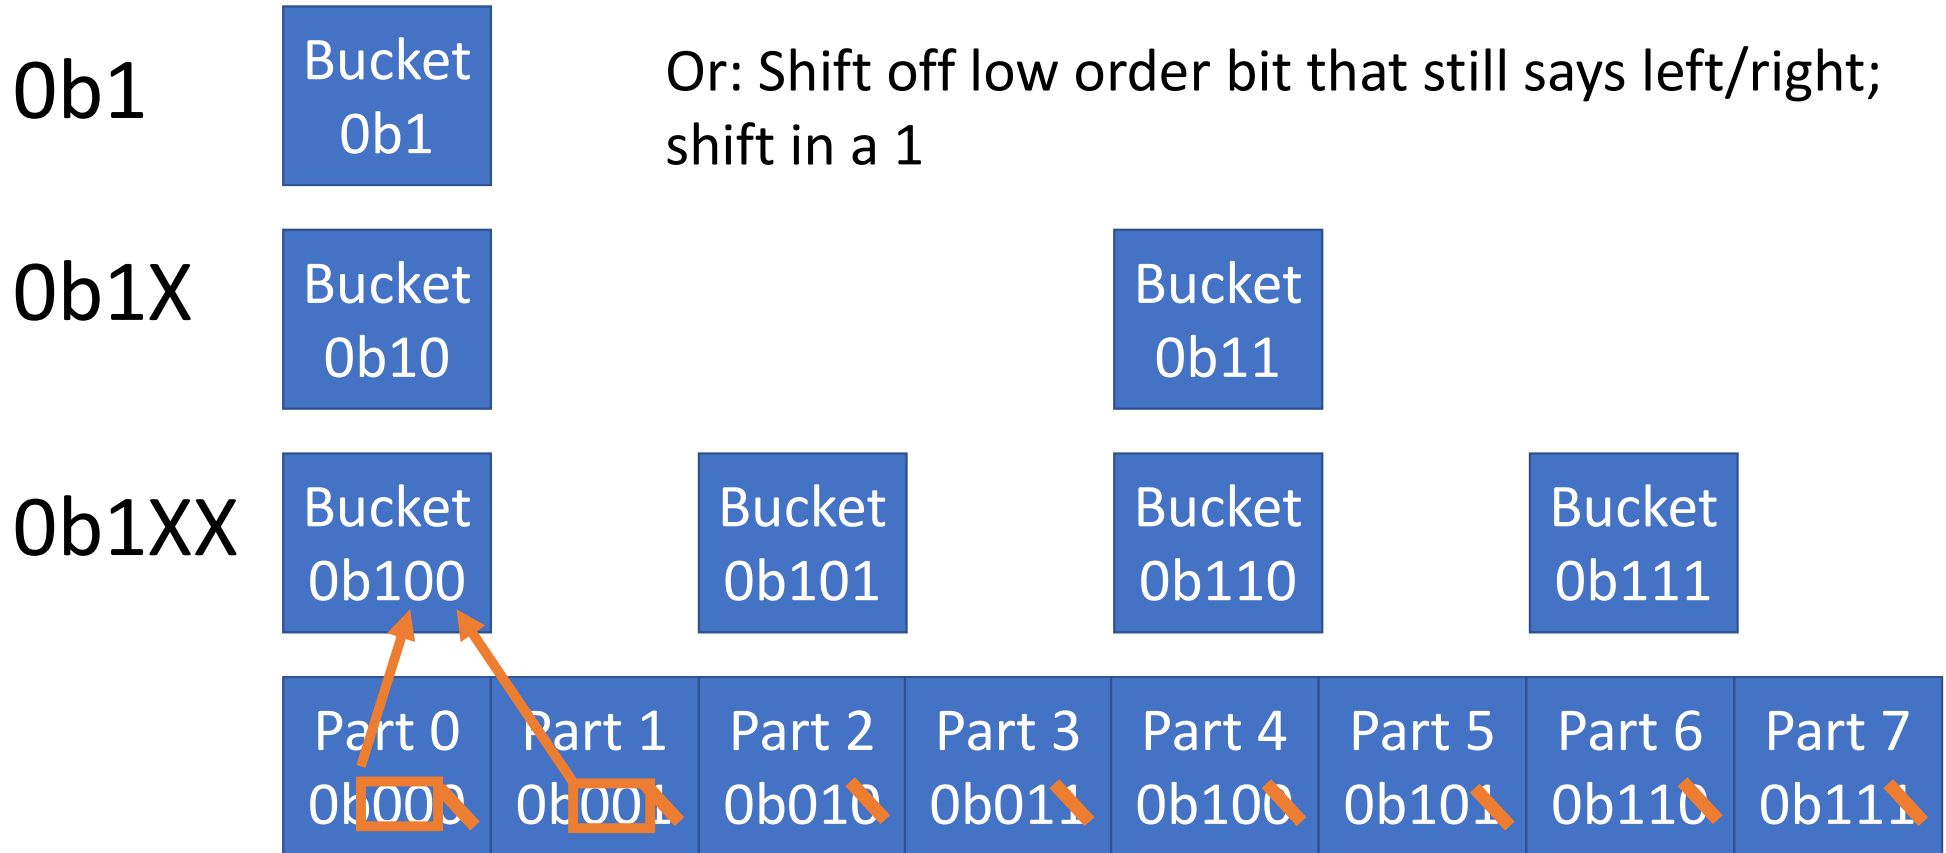 0b1
Bucket
0b1
Or: Shift off low order bit that still says left/right;
shift in a 1
0b1X
Bucket
0b10
Bucket
0b11
0b1XX
Bucket
0b100
Bucket
0b101
Bucket
0b110
Bucket
0b111
Part 0
0b000
Part 1
0b001
Part 2
0b010
Part 3
0b011
Part 4
0b100
Part 5
0b101
Part 6
0b110
Part 7
0b111